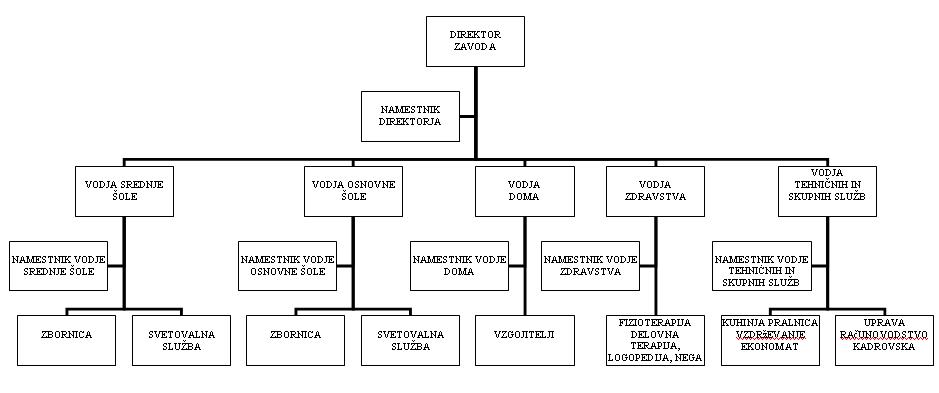 DIREKTOR
ZAVODA
NAMESTNIK
DIREKTORJA
VODJA SREDNJE
ŠOLE
VODJA OSNOVNE
ŠOLE
VODJA
DOMA
VODJA
ZDRAVSTVA
VODJA
TEHNIČNIH IN
SKUPNIH SLUŽB
NAMESTNIK VODJE
SREDNJE ŠOLE
NAMESTNIK VODJE
OSNOVNE ŠOLE
NAMESTNIK VODJE
DOMA
NAMESTNIK VODJE
ZDRAVSTVA
NAMESTNIK VODJE
TEHNIČNIH IN
SKUPNIH SLUŽB
ZBORNICA
SVETOVALNA
SLUŽBA
ZBORNICA
SVETOVALNA
SLUŽBA
VZGOJITELJI
FIZIOTERAPIJA
DELOVNA
TERAPIJA,
LOGOPEDIJA, NEGA
KUHINJA PRALNICA
VZDRŽEVANJE
EKONOMAT
UPRAVA
RAČUNOVODSTVO
KADROVSKA